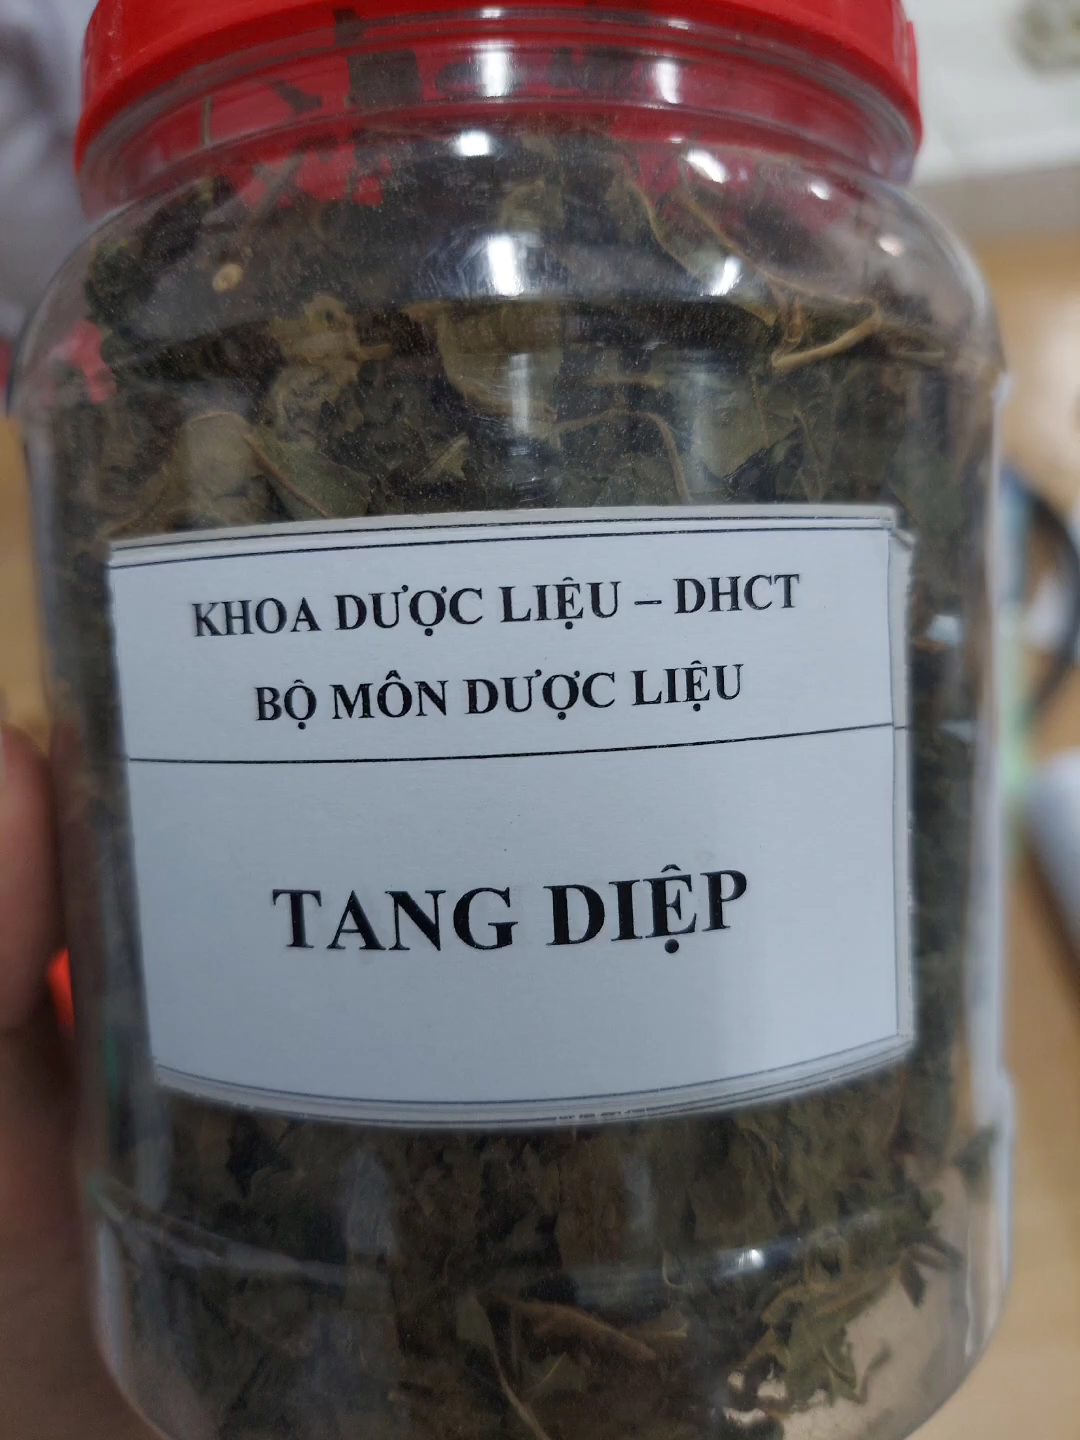 KHOA DƯỢC LIỆU – DHCT
BỘ MÔN DƯỢC LIỆU
TANG DIỆP